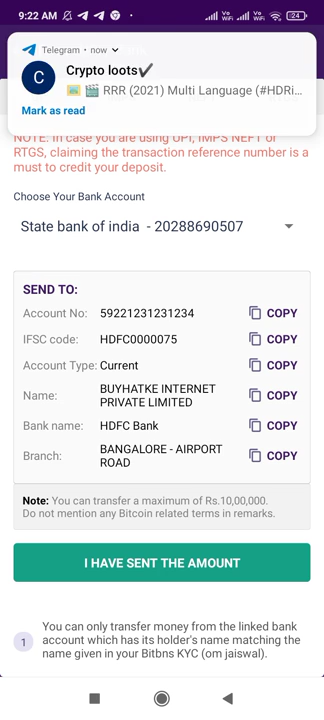 9:22 AM
Vo WiFi
Vo WiFi
24
Telegram • now
C
Crypto loots✔
RRR (2021) Multi Language (#HDRi...
Mark as read
NOTE: In case you are using UPI, IMPS NEFT or
RTGS, claiming the transaction reference number is a
must to credit your deposit.
Choose Your Bank Account
State bank of india - 20288690507
SEND TO:
Account No: 59221231231234 COPY
IFSC code: HDFC0000075 COPY
Account Type: Current COPY
Name: BUYHATKE INTERNET
PRIVATE LIMITED COPY
Bank name: HDFC Bank COPY
Branch: BANGALORE - AIRPORT
ROAD COPY
Note: You can transfer a maximum of Rs.10,00,000.
Do not mention any Bitcoin related terms in remarks.
I HAVE SENT THE AMOUNT
1 You can only transfer money from the linked bank
account which has its holder's name matching the
name given in your Bitbns KYC (om jaiswal).